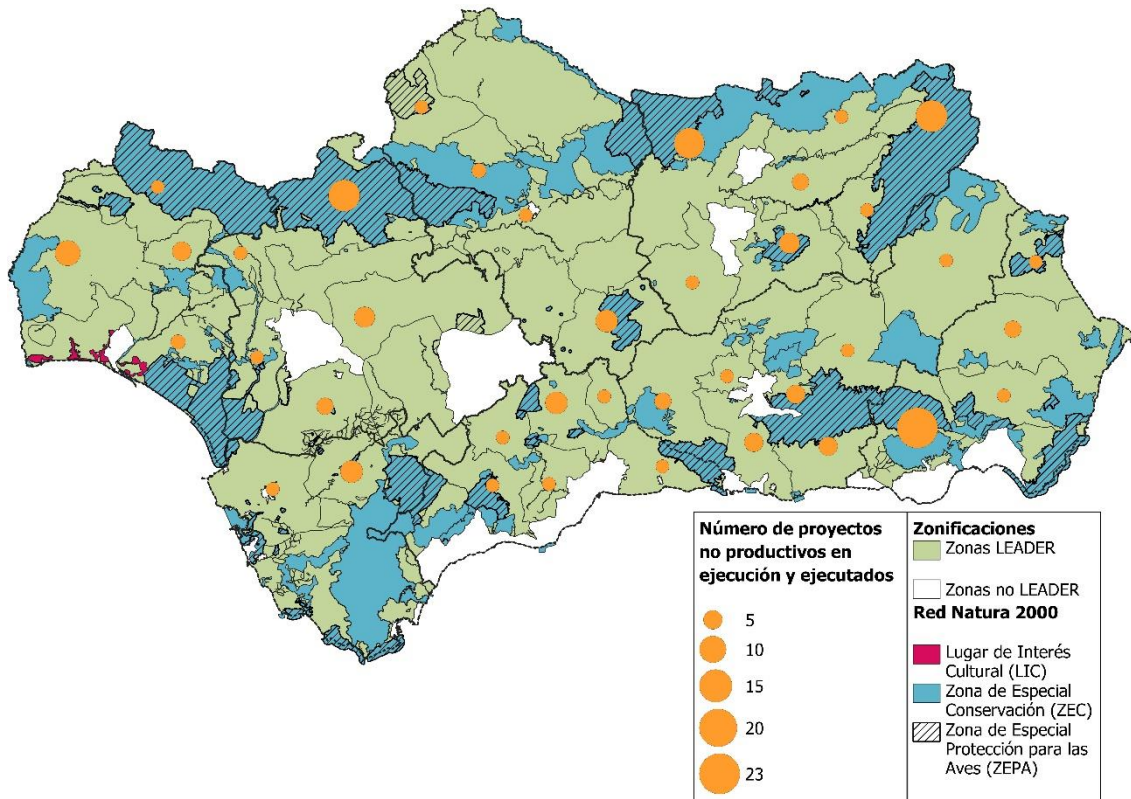 Número de proyectos
no productivos en
ejecución y ejecutados
5
10
15
20
23
Zonificaciones
Zonas LEADER
Zonas no LEADER
Red Natura 2000
Lugar de Interés
Cultural (LIC)
Zona de Especial
Conservación (ZEC)
Zona de Especial
Protección para las
Aves (ZEPA)